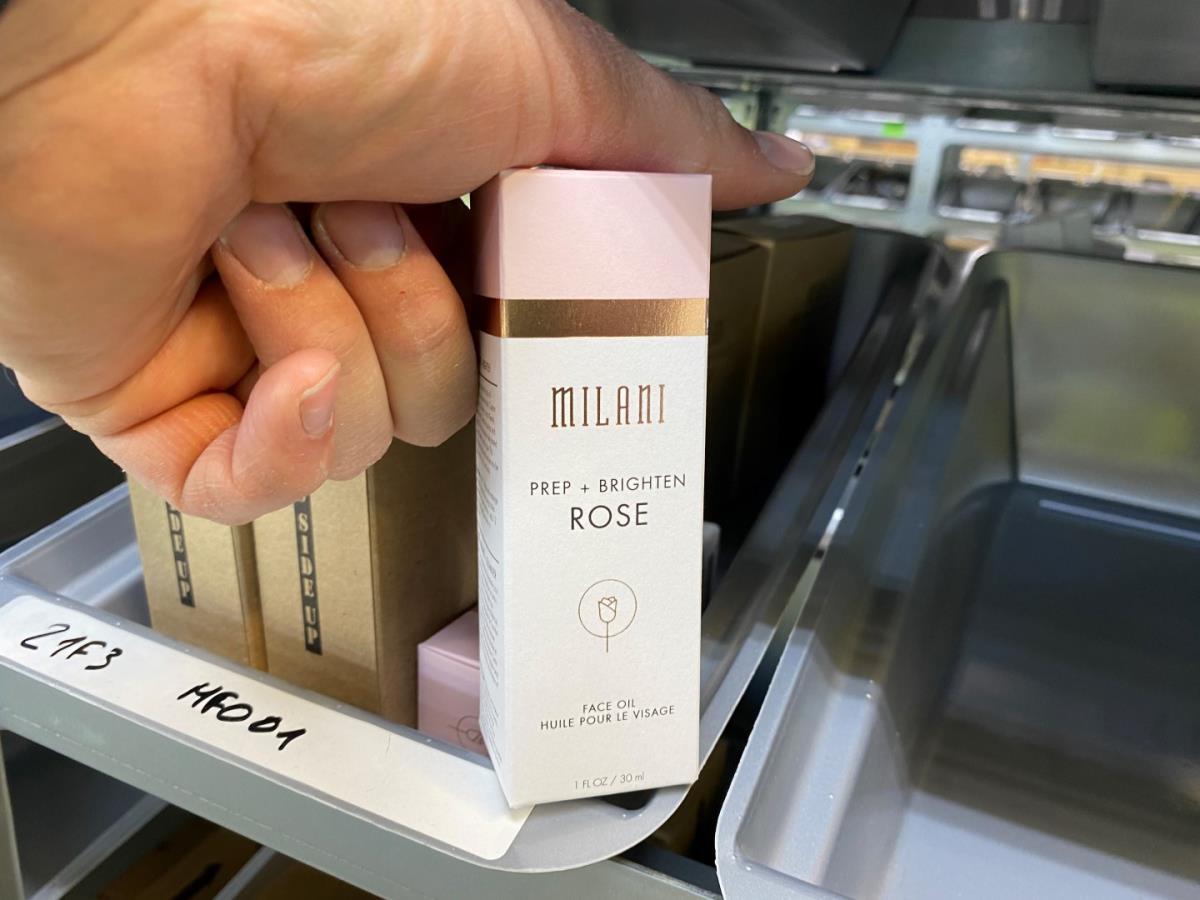 MILANI
PREP + BRIGHTEN
ROSE
FACE OIL
HUILE POUR LE VISAGE
1 FL OZ / 30 ml
DE UP
SIDE UP
21F3
MF001